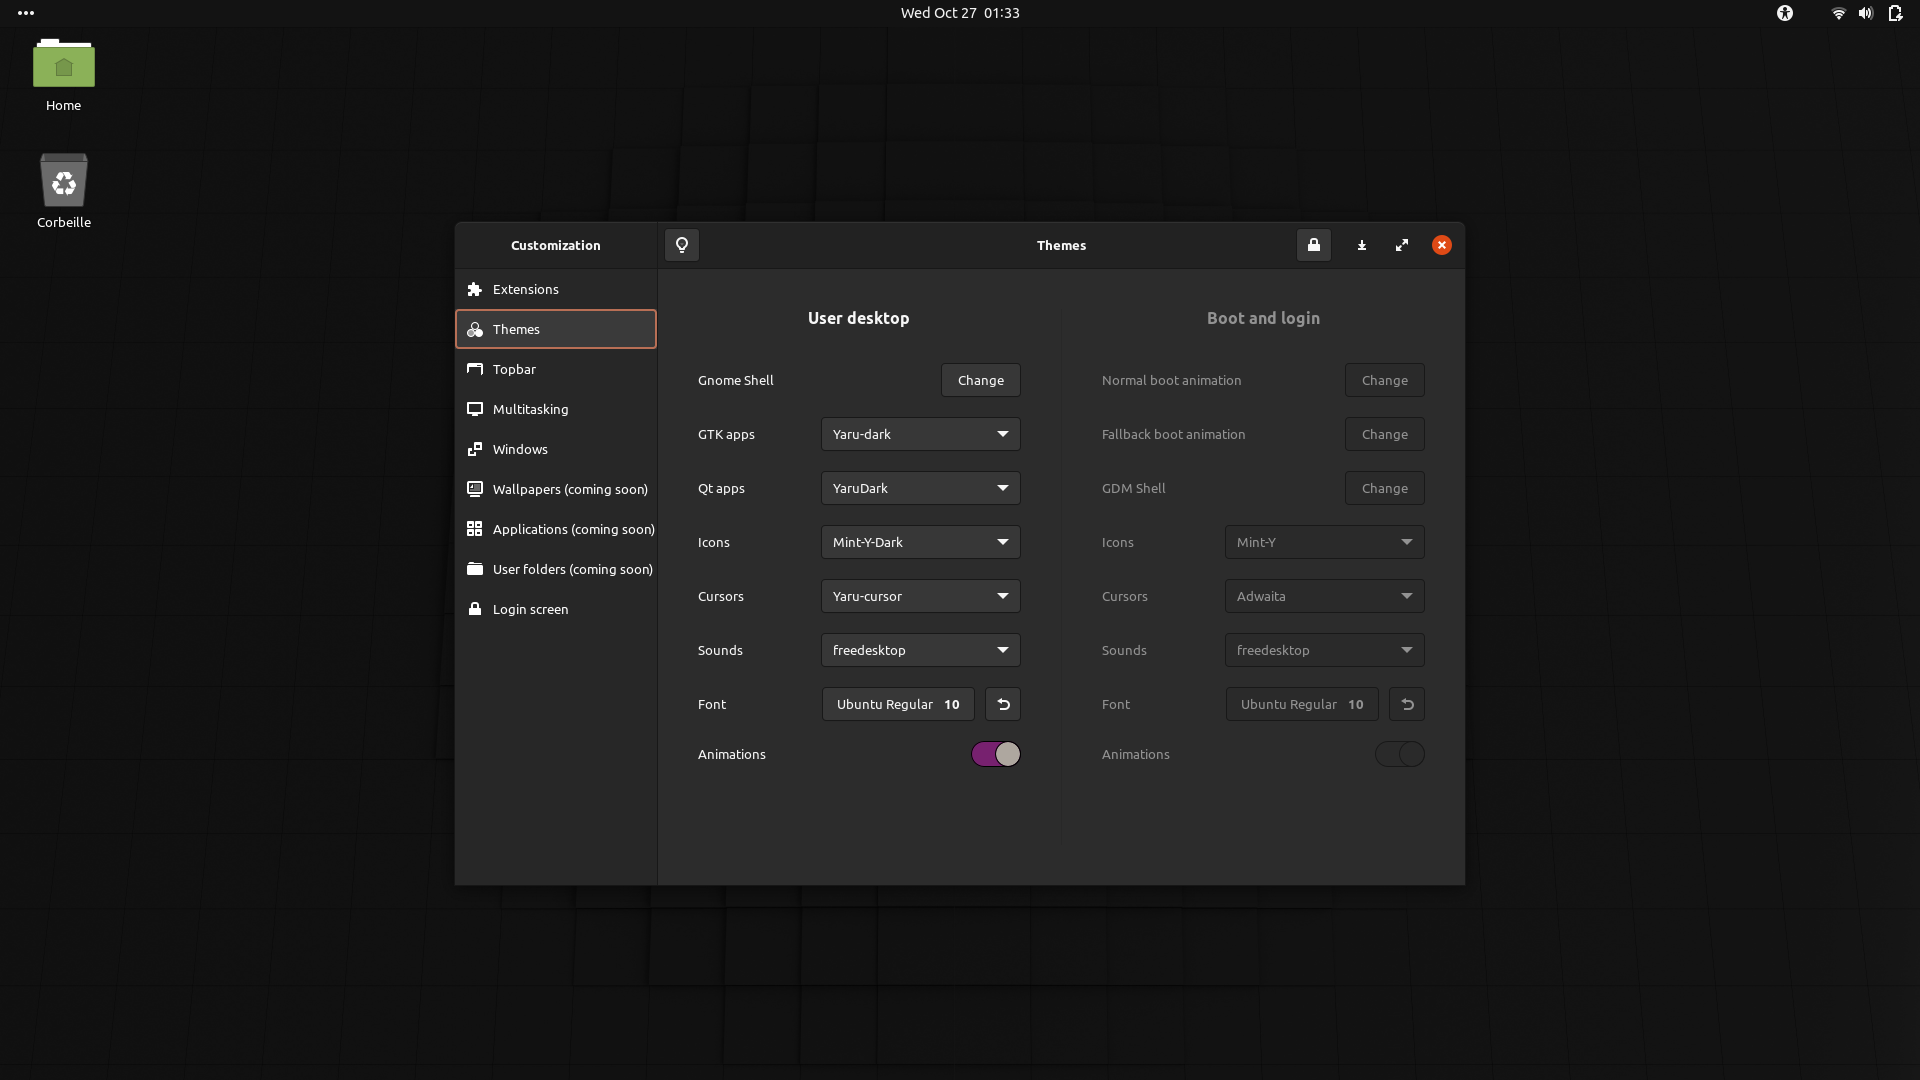 Wed Oct 27 01:33
Home
Corbeille
Customization
Themes
Extensions
Themes
Topbar
Multitasking
Windows
Wallpapers (coming soon)
Applications (coming soon)
User folders (coming soon)
Login screen
User desktop
Gnome Shell Change
GTK apps Yaru-dark
Qt apps YaruDark
Icons Mint-Y-Dark
Cursors Yaru-cursor
Sounds freedesktop
Font Ubuntu Regular 10
Animations
Boot and login
Normal boot animation Change
Fallback boot animation Change
GDM Shell Change
Icons Mint-Y
Cursors Adwaita
Sounds freedesktop
Font Ubuntu Regular 10
Animations